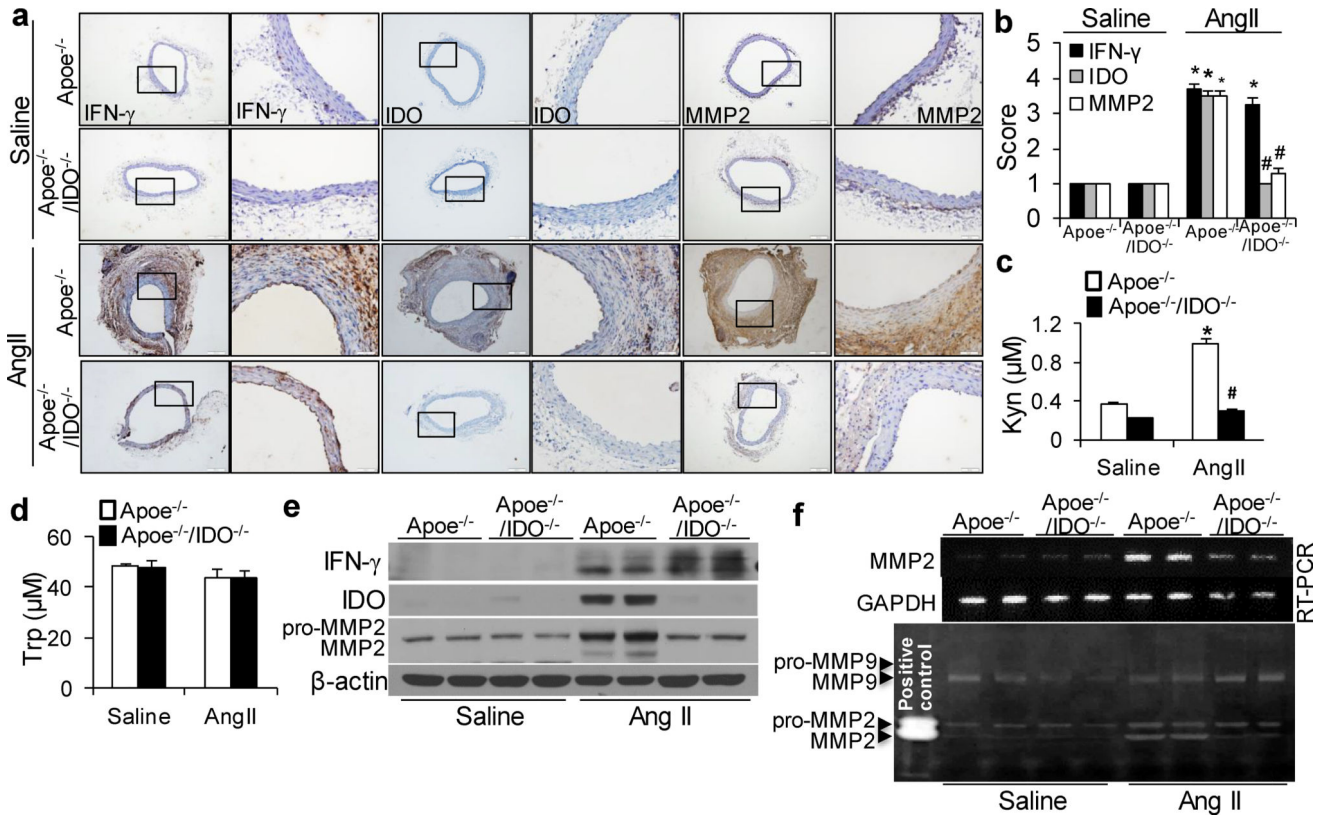 a
Saline
AngII
Apoe⁻/⁻
Apoe⁻/⁻
/IDO⁻/⁻
Apoe⁻/⁻
Apoe⁻/⁻
/IDO⁻/⁻
IFN-γ IFN-γ IDO IDO MMP2 MMP2
b
Saline AngII
IFN-γ
IDO
MMP2
Score
5
4
3
2
1
0
* * * *
# #
Apoe⁻/⁻ Apoe⁻/⁻ Apoe⁻/⁻ Apoe⁻/⁻
/IDO⁻/⁻ /IDO⁻/⁻
c
Apoe⁻/⁻
Apoe⁻/⁻/IDO⁻/⁻
Kyn (µM)
1.2
0.8
0.4
0
*
#
Saline AngII
d
Apoe⁻/⁻
Apoe⁻/⁻/IDO⁻/⁻
Trp (µM)
60
40
20
0
Saline AngII
e
Apoe⁻/⁻ Apoe⁻/⁻ Apoe⁻/⁻ Apoe⁻/⁻
/IDO⁻/⁻ /IDO⁻/⁻
IFN-γ
IDO
pro-MMP2
MMP2
β-actin
Saline Ang II
f
Apoe⁻/⁻ Apoe⁻/⁻ Apoe⁻/⁻ Apoe⁻/⁻
/IDO⁻/⁻ /IDO⁻/⁻
MMP2
GAPDH
RT-PCR
pro-MMP9
MMP9
pro-MMP2
MMP2
Positive
control
Saline Ang II